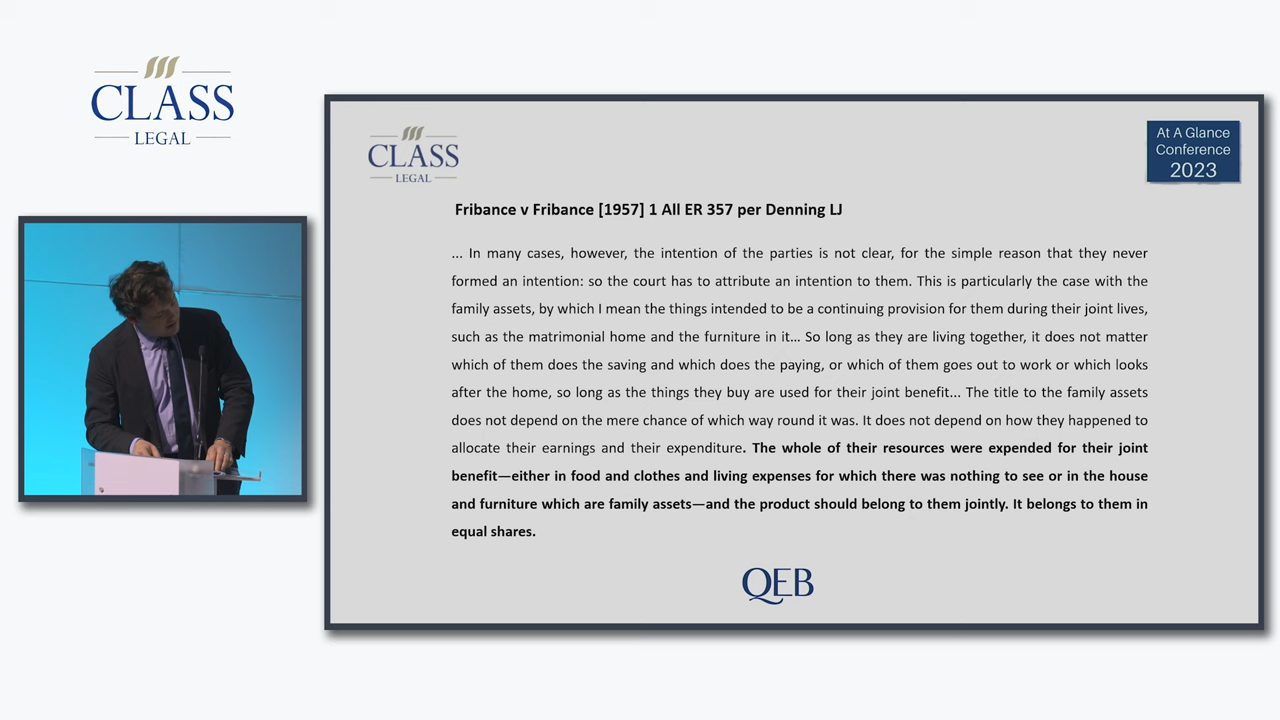 CLASS
LEGAL
CLASS
LEGAL
At A Glance
Conference
2023
Fribance v Fribance [1957] 1 All ER 357 per Denning LJ
... In many cases, however, the intention of the parties is not clear, for the simple reason that they never
formed an intention: so the court has to attribute an intention to them. This is particularly the case with the
family assets, by which I mean the things intended to be a continuing provision for them during their joint lives,
such as the matrimonial home and the furniture in it... So long as they are living together, it does not matter
which of them does the saving and which does the paying, or which of them goes out to work or which looks
after the home, so long as the things they buy are used for their joint benefit... The title to the family assets
does not depend on the mere chance of which way round it was. It does not depend on how they happened to
allocate their earnings and their expenditure. The whole of their resources were expended for their joint
benefit—either in food and clothes and living expenses for which there was nothing to see or in the house
and furniture which are family assets—and the product should belong to them jointly. It belongs to them in
equal shares.
QEB